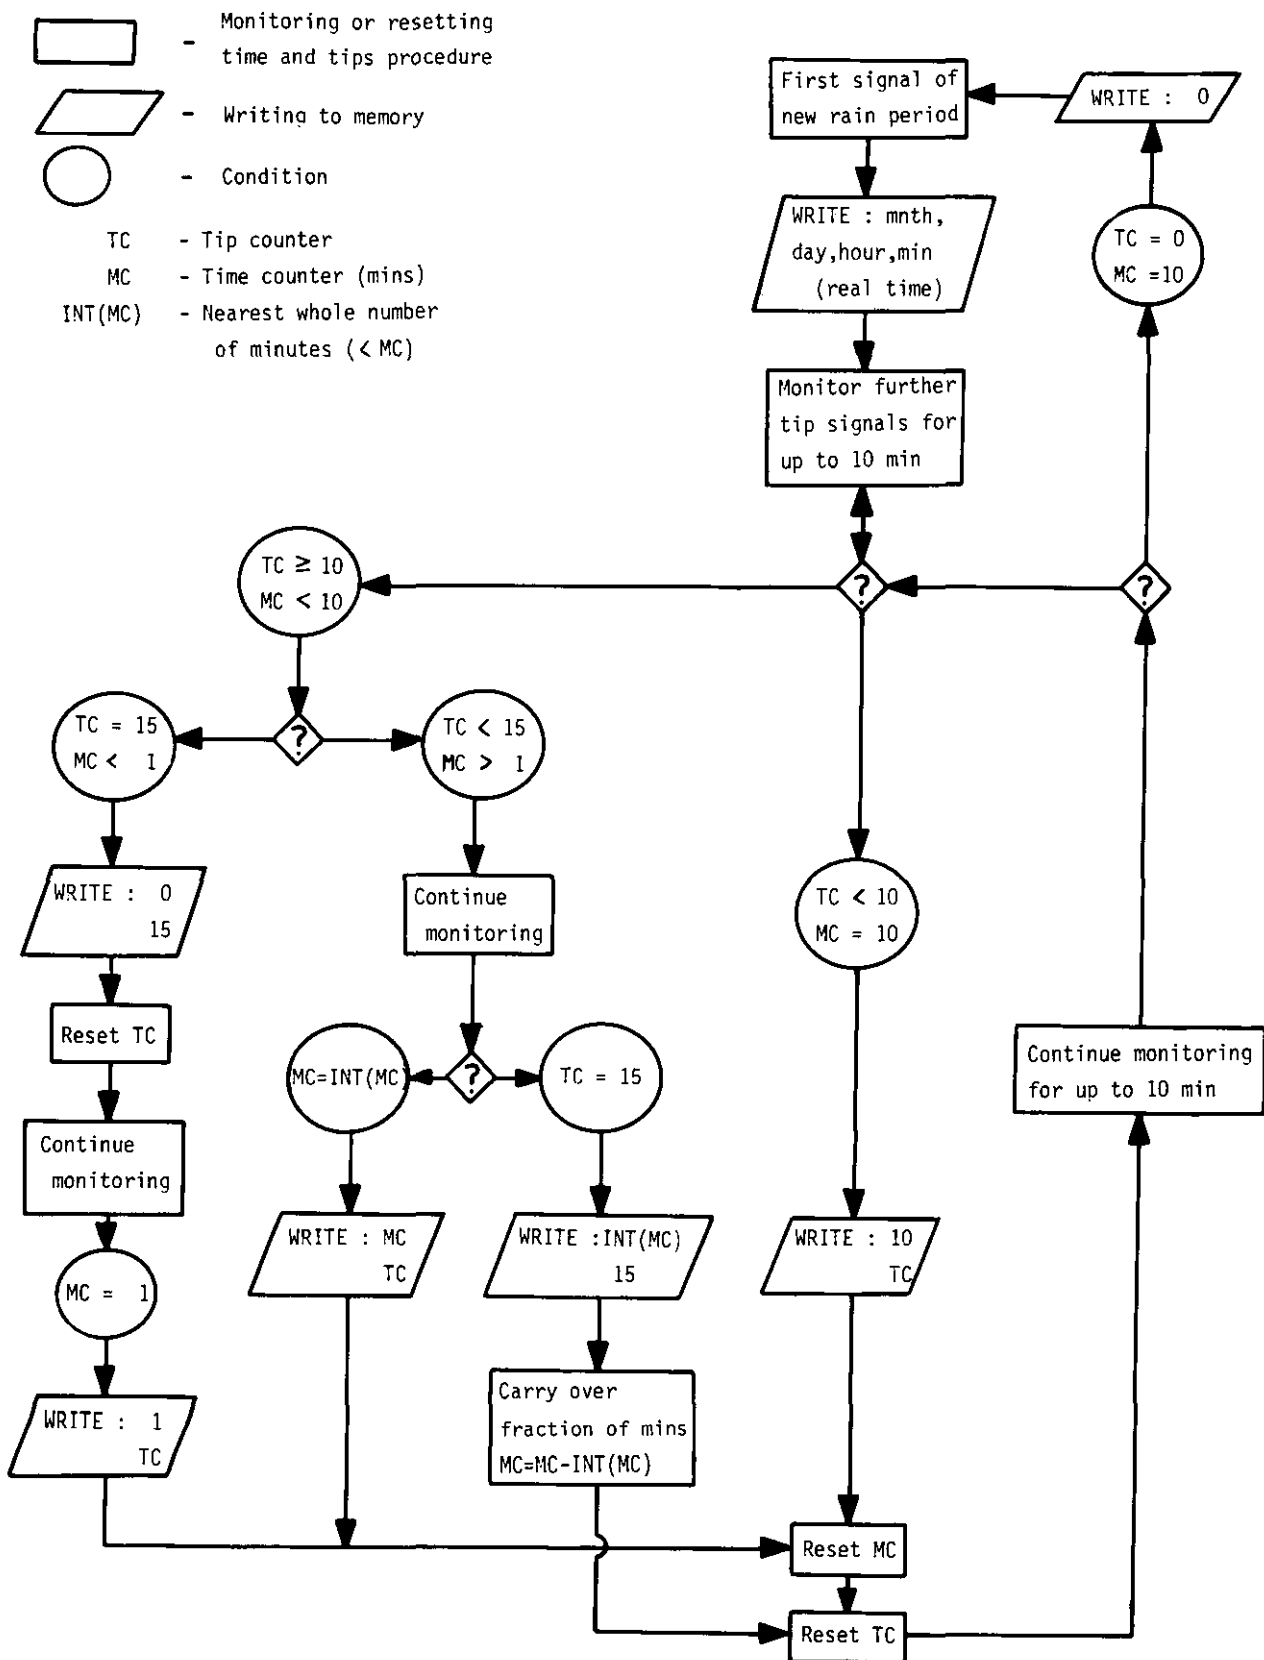 - Monitoring or resetting
time and tips procedure
- Writing to memory
- Condition
TC - Tip counter
MC - Time counter (mins)
INT(MC) - Nearest whole number
of minutes (< MC)
First signal of
new rain period
WRITE : 0
WRITE : mnth,
day,hour,min
(real time)
TC = 0
MC =10
Monitor further
tip signals for
up to 10 min
TC ≥ 10
MC < 10
?
?
TC = 15
MC < 1
?
TC < 15
MC > 1
WRITE : 0
15
Continue
monitoring
TC < 10
MC = 10
Reset TC
MC=INT(MC)
?
TC = 15
Continue monitoring
for up to 10 min
Continue
monitoring
WRITE : MC
TC
WRITE :INT(MC)
15
WRITE : 10
TC
MC = 1
WRITE : 1
TC
Carry over
fraction of mins
MC=MC-INT(MC)
Reset MC
Reset TC